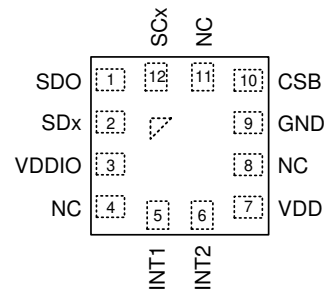 SCx NC
SDO 1 12 11 10 CSB
SDx 2 9 GND
VDDIO 3 8 NC
NC 4 5 6 7 VDD
INT1 INT2